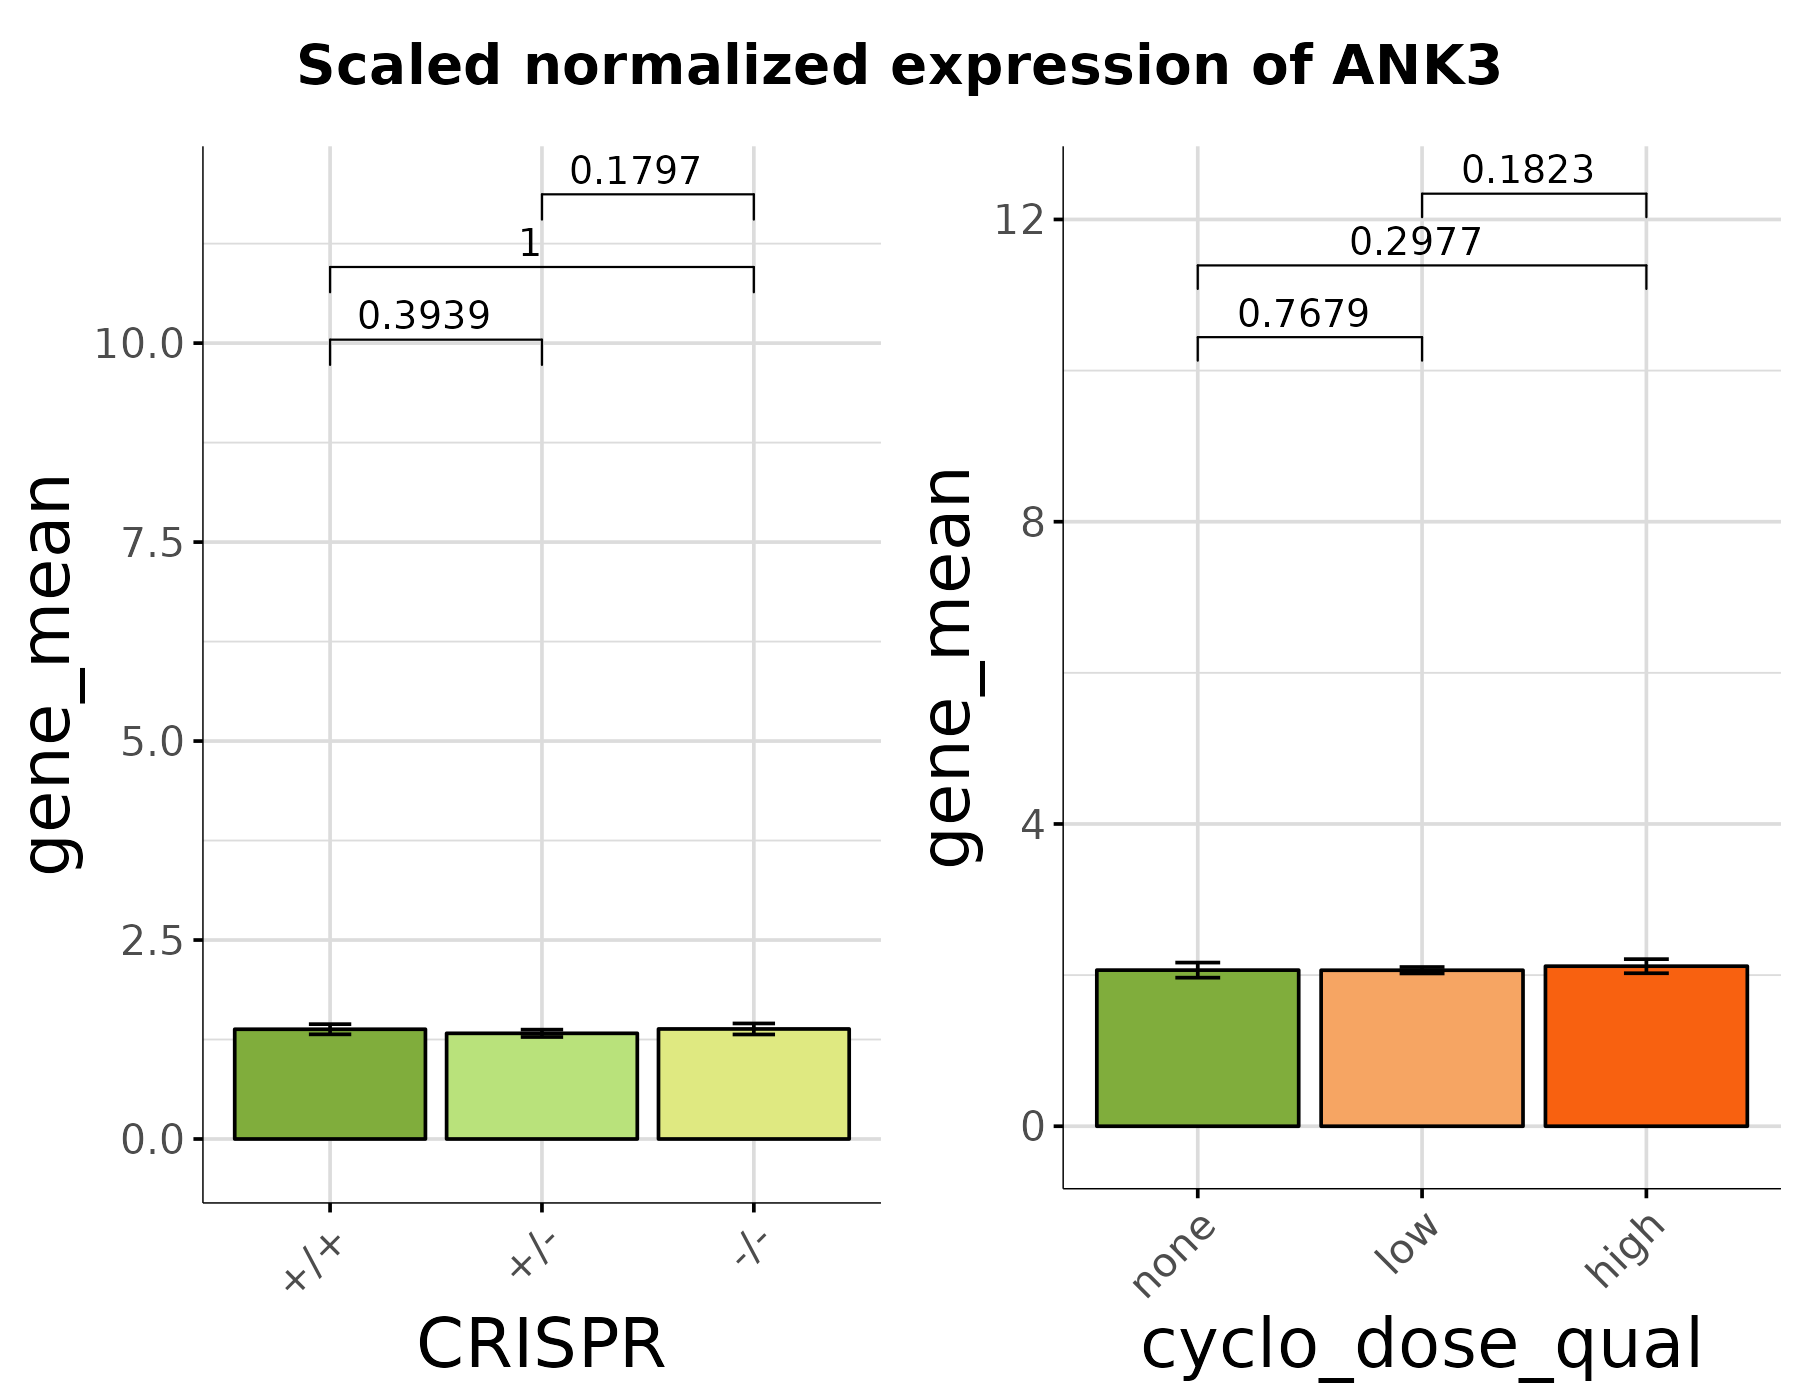 Scaled normalized expression of ANK3
gene_mean
10.0
7.5
5.0
2.5
0.0
0.1797
1
0.3939
+/+
+/-
-/-
CRISPR
gene_mean
12
8
4
0
0.1823
0.2977
0.7679
none
low
high
cyclo_dose_qual